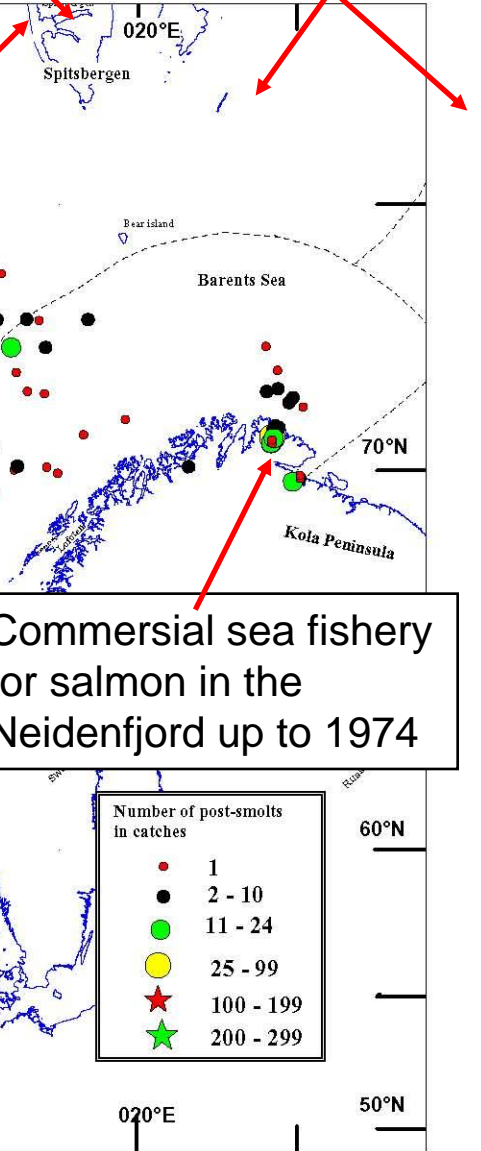 020°E
Spitsbergen
Bear island
Barents Sea
70°N
Kola Peninsula
Lofoten
Commersial sea fishery
for salmon in the
Neidenfjord up to 1974
Number of post-smolts
in catches
1
2 - 10
11 - 24
25 - 99
100 - 199
200 - 299
60°N
020°E
50°N